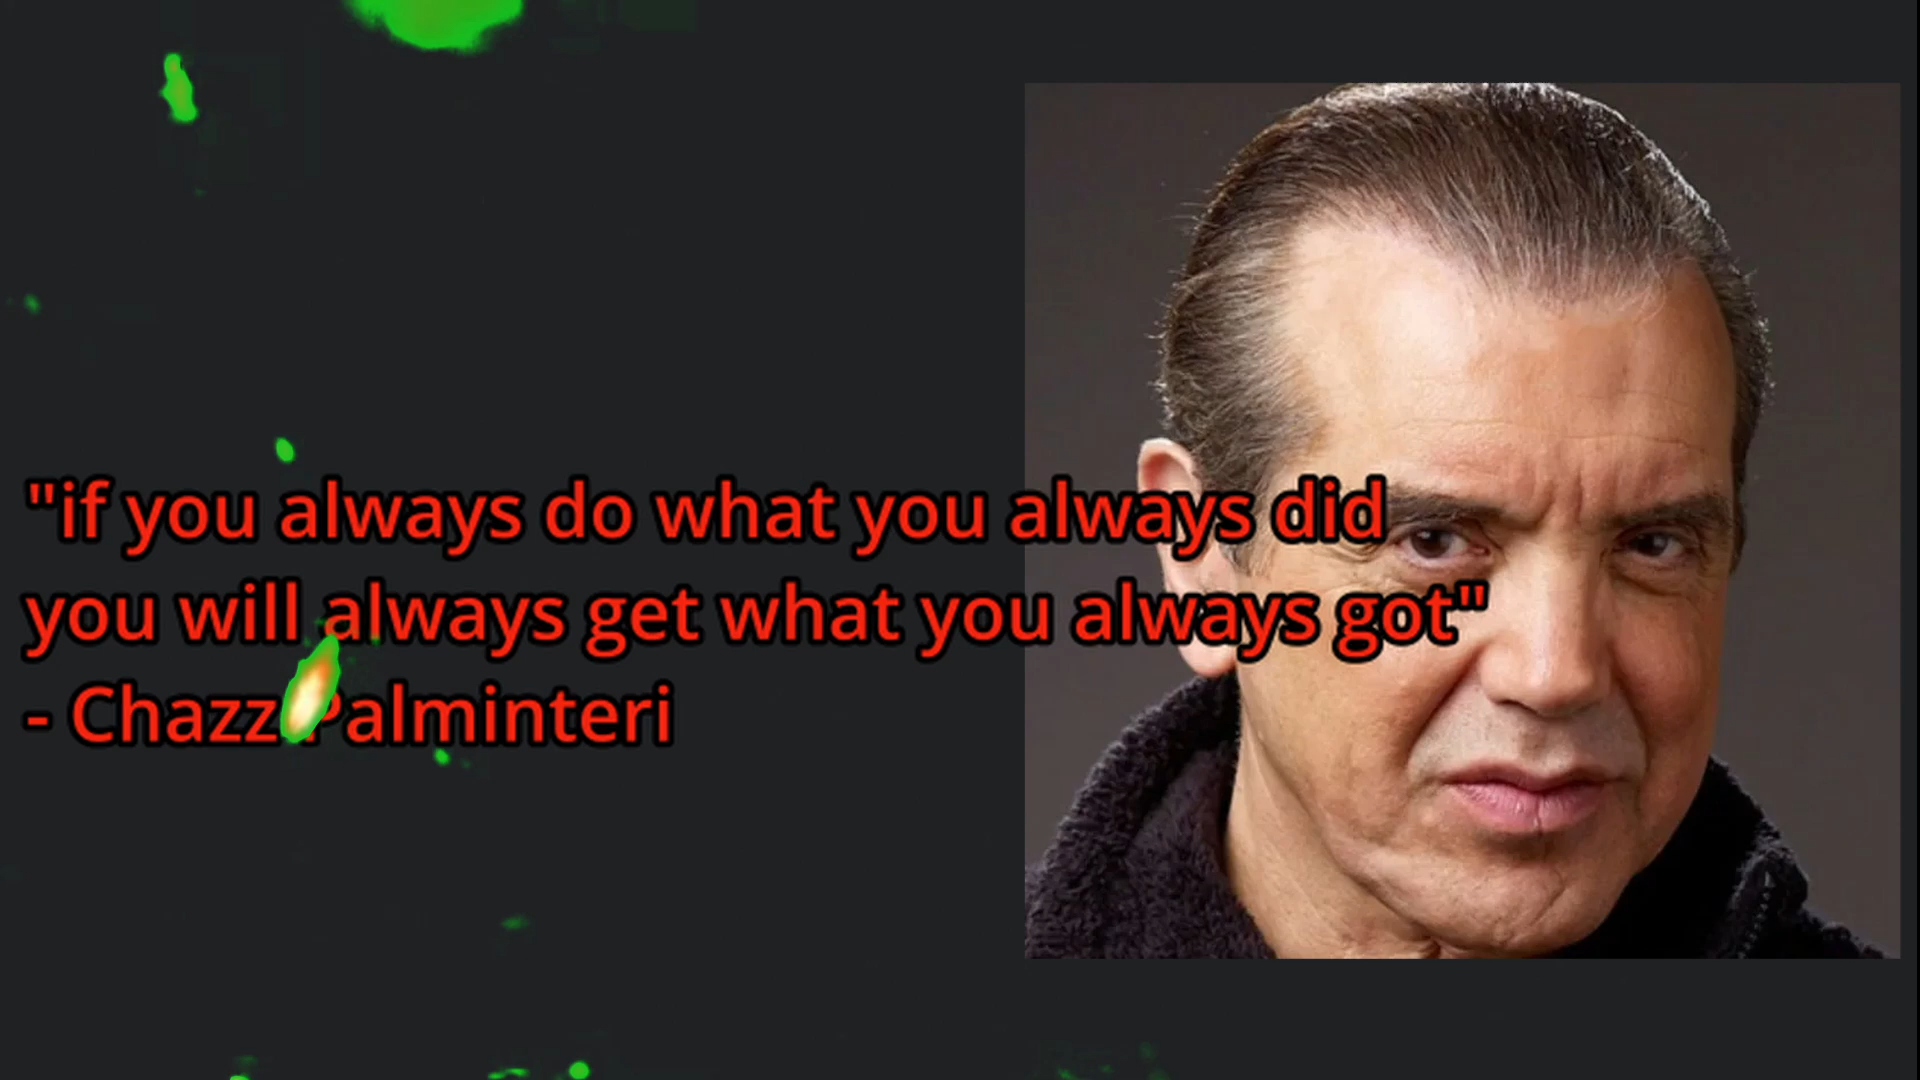 "if you always do what you always did
you will always get what you always got"
- Chazz Palminteri